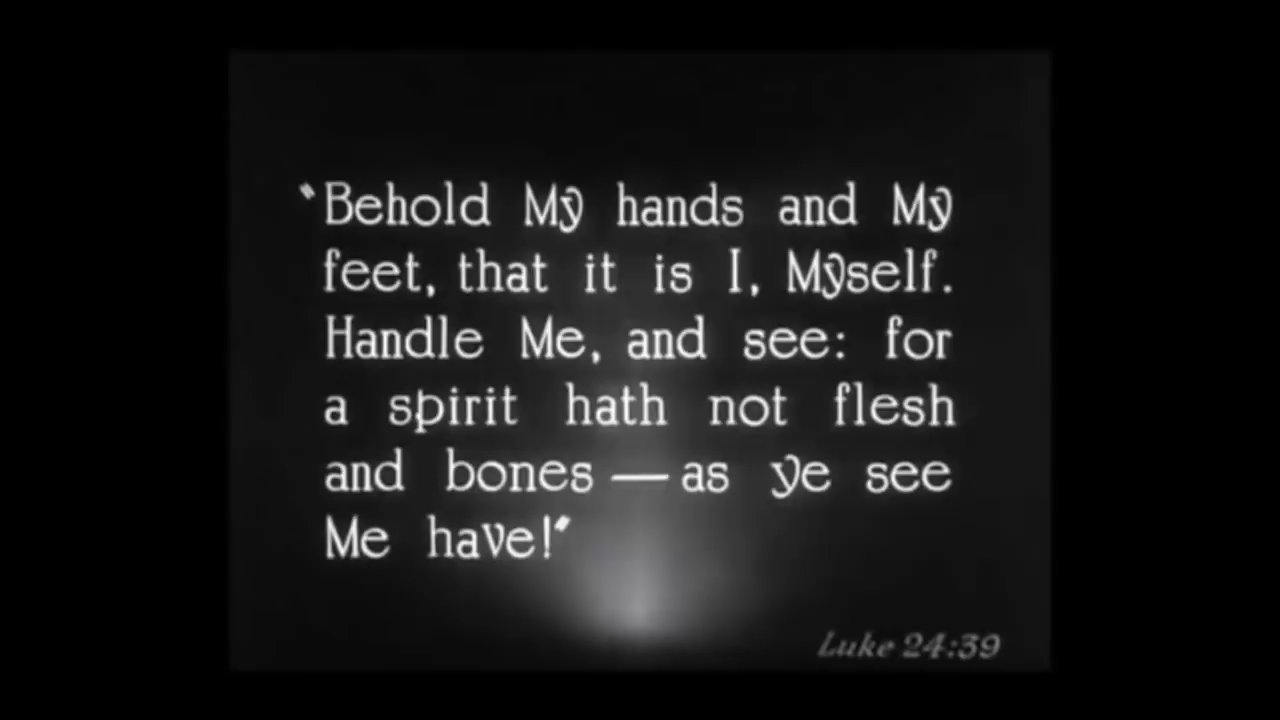 "Behold My hands and My
feet, that it is I, Myself.
Handle Me, and see: for
a spirit hath not flesh
and bones — as ye see
Me have!"
Luke 24:39